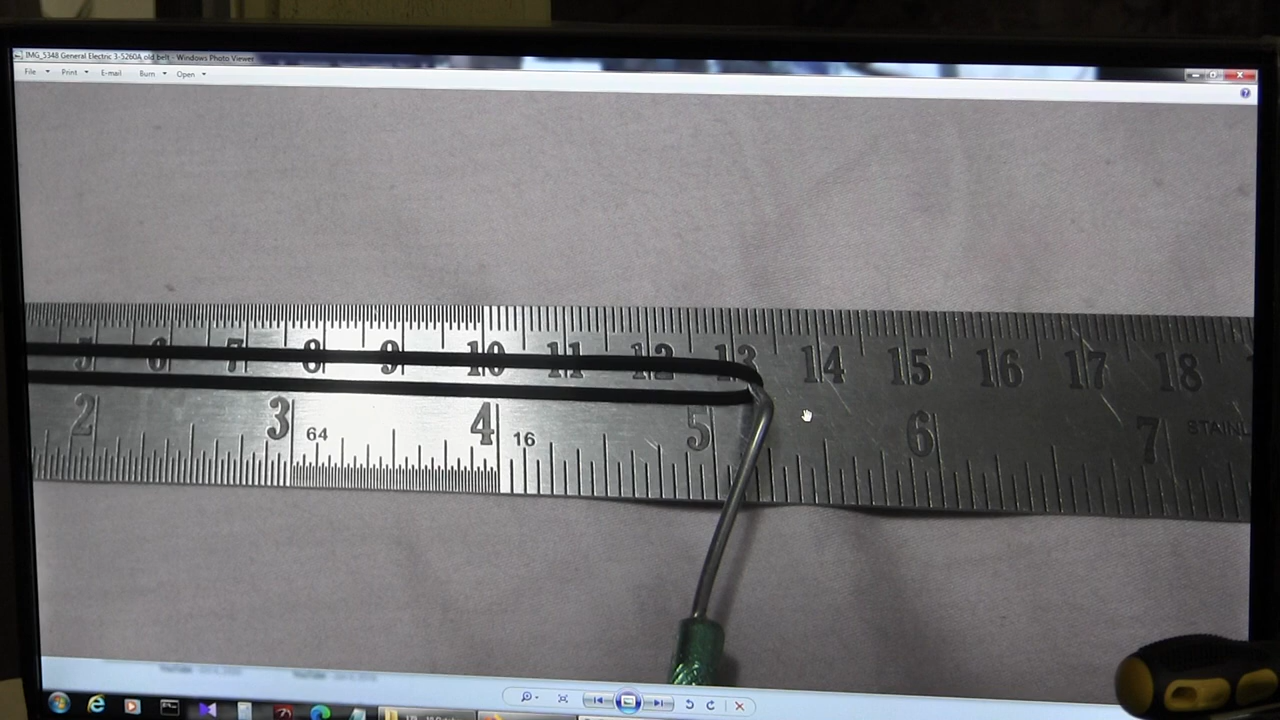 IMG_5348 General Electric 3-5260A old belt - Windows Photo Viewer
File Print E-mail Burn Open
5 6 7 8 9 10 11 12 13 14 15 16 17 18
2 3 64 4 16 5 6 7 STAINL